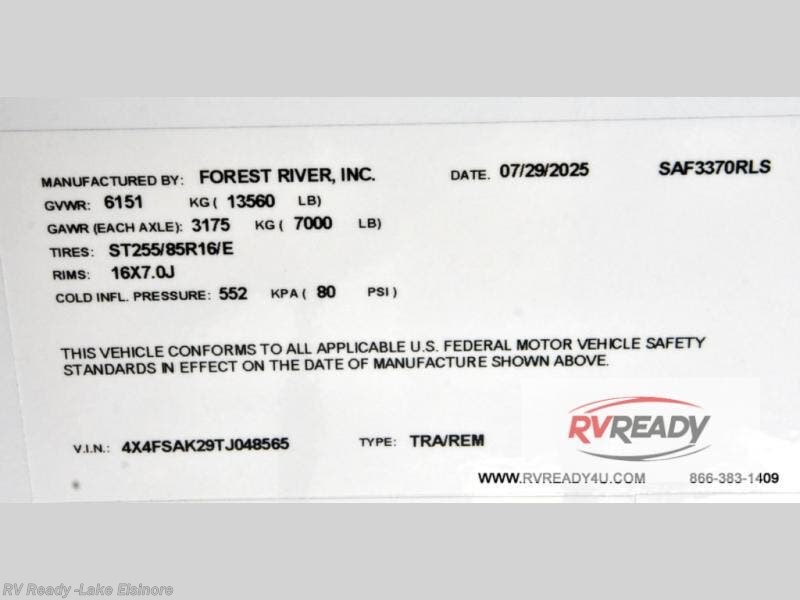 MANUFACTURED BY: FOREST RIVER, INC. DATE. 07/29/2025 SAF3370RLS
GVWR: 6151 KG ( 13560 LB)
GAWR (EACH AXLE): 3175 KG ( 7000 LB)
TIRES: ST255/85R16/E
RIMS: 16X7.0J
COLD INFL. PRESSURE: 552 KPA ( 80 PSI )
THIS VEHICLE CONFORMS TO ALL APPLICABLE U.S. FEDERAL MOTOR VEHICLE SAFETY
STANDARDS IN EFFECT ON THE DATE OF MANUFACTURE SHOWN ABOVE.
V.I.N.: 4X4FSAK29TJ048565 TYPE: TRA/REM
RVREADY
WWW.RVREADY4U.COM 866-383-1409
RV Ready -Lake Elsinore